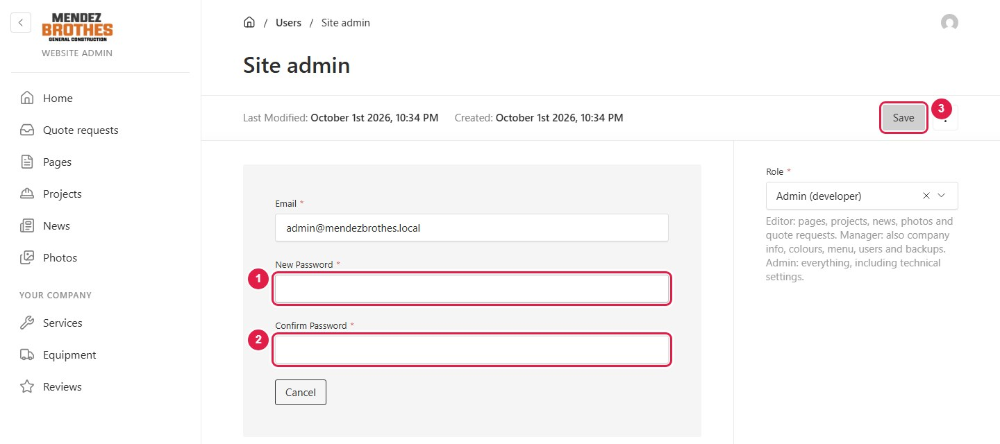 MENDEZ
BROTHES
GENERAL CONSTRUCTION
WEBSITE ADMIN
Home
Quote requests
Pages
Projects
News
Photos
YOUR COMPANY
Services
Equipment
Reviews
/ Users / Site admin
Site admin
Last Modified: October 1st 2026, 10:34 PM Created: October 1st 2026, 10:34 PM
Save
3
Email *
admin@mendezbrothes.local
New Password *
1
Confirm Password *
2
Cancel
Role *
Admin (developer)
Editor: pages, projects, news, photos and
quote requests. Manager: also company
info, colours, menu, users and backups.
Admin: everything, including technical
settings.